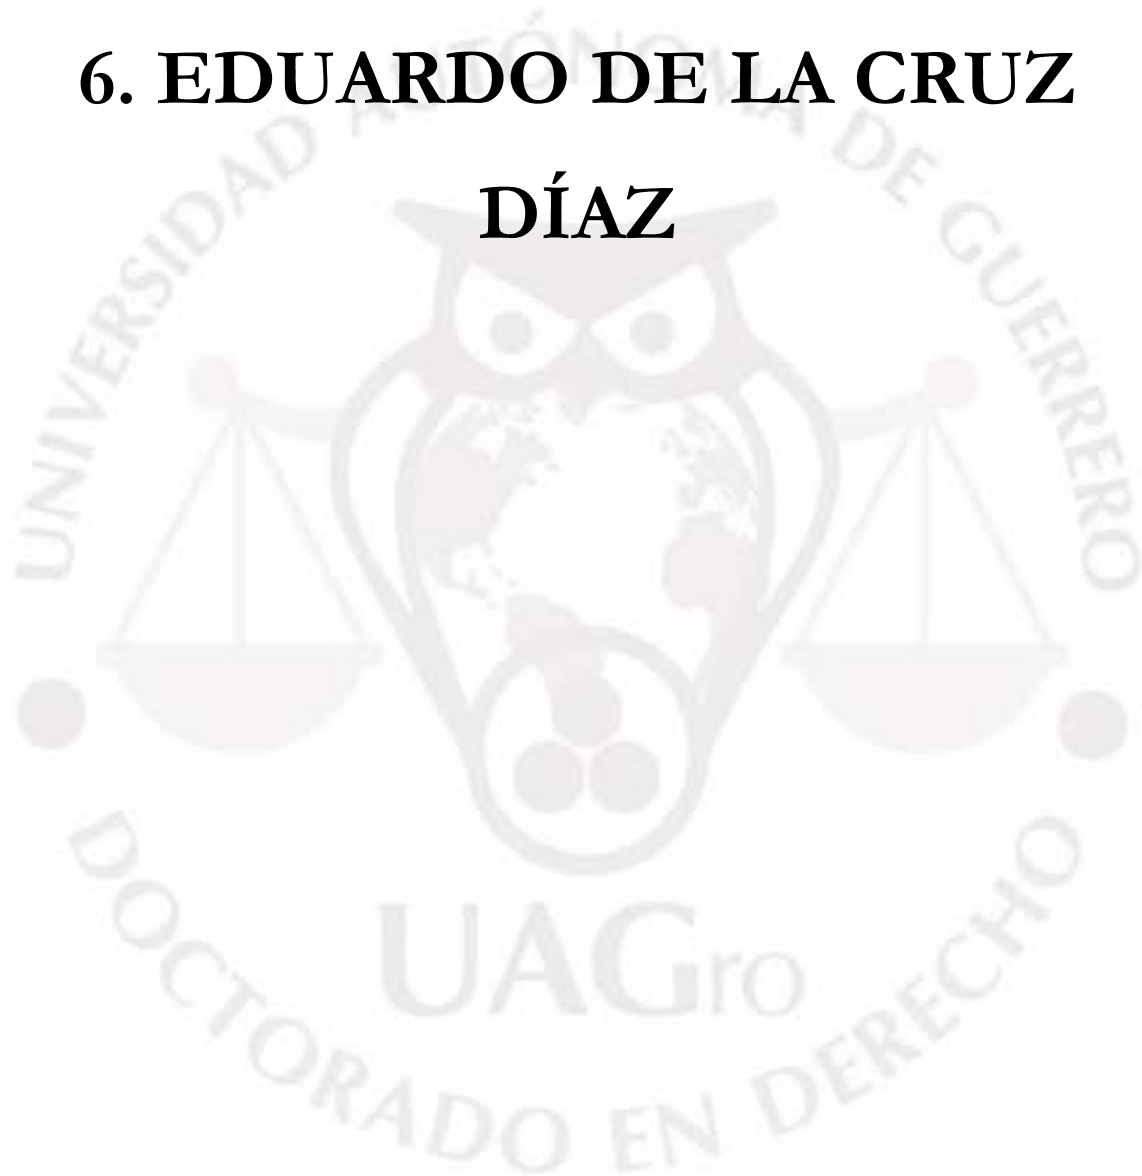 6. EDUARDO DE LA CRUZ
DÍAZ
UNIVERSIDAD AUTÓNOMA DE GUERRERO
UAGro
DOCTORADO EN DERECHO